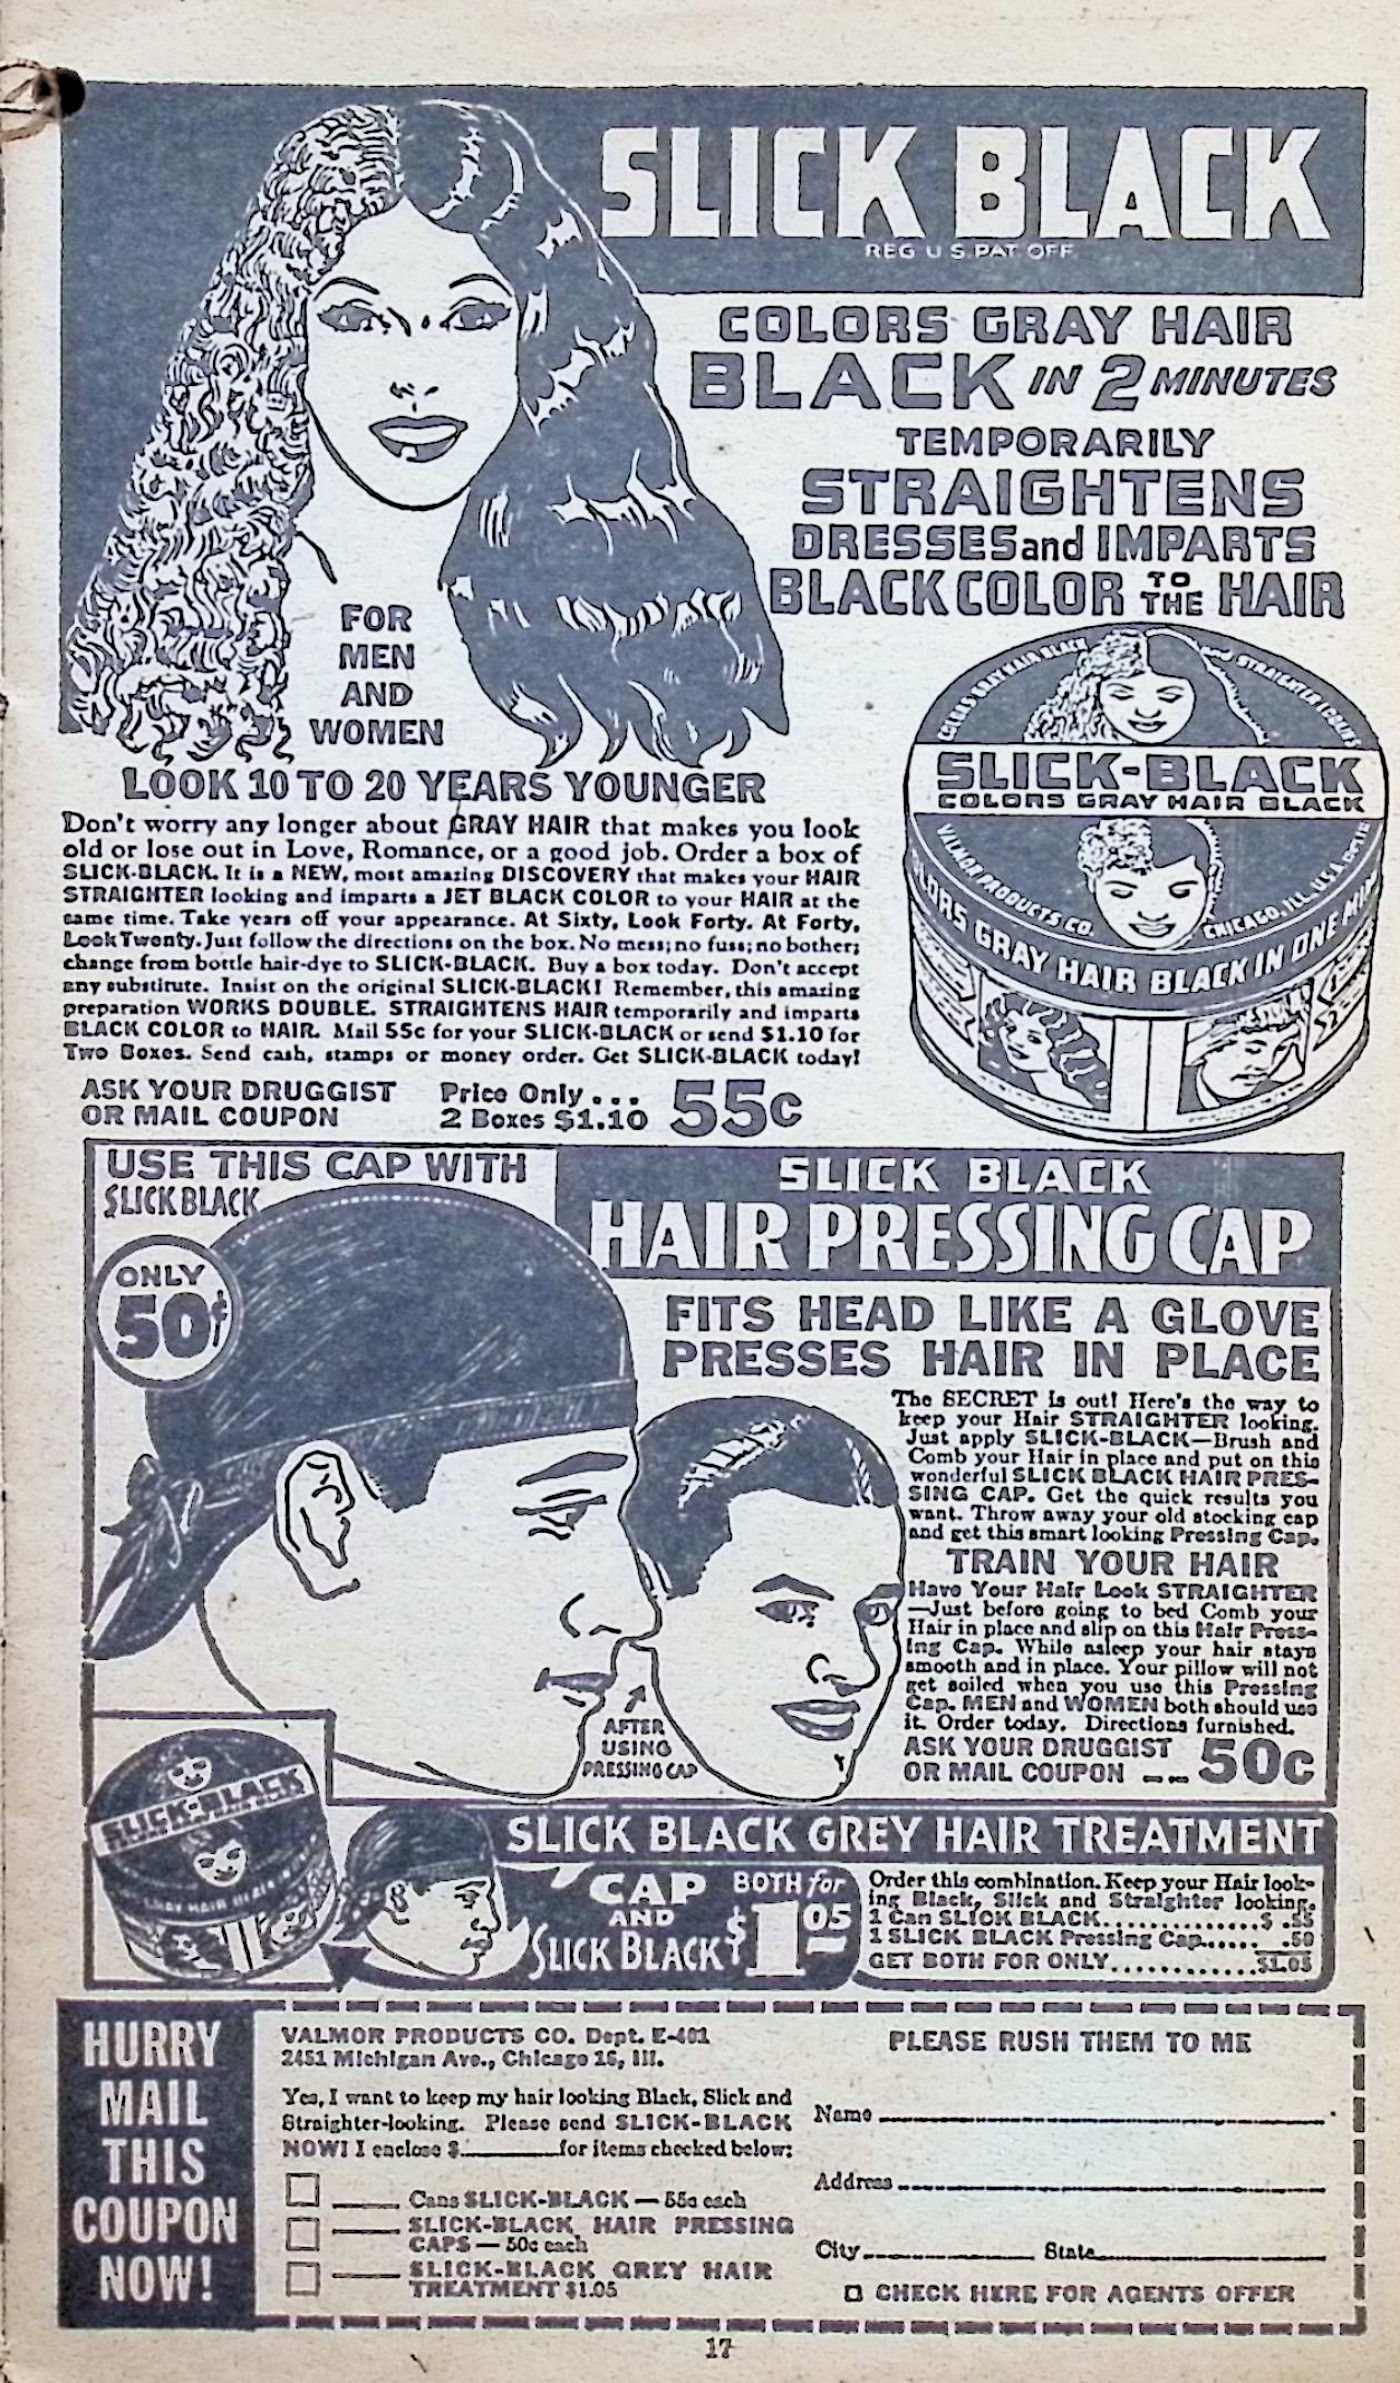 SLICK BLACK
REG U S PAT OFF
COLORS GRAY HAIR
BLACK IN 2 MINUTES
TEMPORARILY
STRAIGHTENS
DRESSES and IMPARTS
BLACK COLOR TO THE HAIR
FOR
MEN
AND
WOMEN
LOOK 10 TO 20 YEARS YOUNGER
Don't worry any longer about GRAY HAIR that makes you look
old or lose out in Love, Romance, or a good job. Order a box of
SLICK-BLACK. It is a NEW, most amazing DISCOVERY that makes your HAIR
STRAIGHTER looking and imparts a JET BLACK COLOR to your HAIR at the
same time. Take years off your appearance. At Sixty, Look Forty. At Forty,
Look Twenty. Just follow the directions on the box. No mess; no fuss; no bother;
change from bottle hair-dye to SLICK-BLACK. Buy a box today. Don't accept
any substitute. Insist on the original SLICK-BLACK! Remember, this amazing
preparation WORKS DOUBLE. STRAIGHTENS HAIR temporarily and imparts
BLACK COLOR to HAIR. Mail 55c for your SLICK-BLACK or send $1.10 for
Two Boxes. Send cash, stamps or money order. Get SLICK-BLACK today!
ASK YOUR DRUGGIST
OR MAIL COUPON
Price Only . . .
2 Boxes $1.10
55c
COLORS GRAY HAIR BLACK
and STRAIGHTER
SLICK-BLACK
COLORS GRAY HAIR BLACK
VALMOR PRODUCTS CO.
CHICAGO, ILL., U.S.A.
COLORS GRAY HAIR BLACK IN ONE
USE THIS CAP WITH
SLICK BLACK
ONLY
50¢
SLICK BLACK
HAIR PRESSING CAP
FITS HEAD LIKE A GLOVE
PRESSES HAIR IN PLACE
The SECRET is out! Here's the way to
keep your Hair STRAIGHTER looking.
Just apply SLICK-BLACK—Brush and
Comb your Hair in place and put on this
wonderful SLICK BLACK HAIR PRES-
SING CAP. Get the quick results you
want. Throw away your old stocking cap
and get this smart looking Pressing Cap.
TRAIN YOUR HAIR
Have Your Hair Look STRAIGHTER
—Just before going to bed Comb your
Hair in place and slip on this Hair Press-
ing Cap. While asleep your hair stays
smooth and in place. Your pillow will not
get soiled when you use this Pressing
Cap. MEN and WOMEN both should use
it. Order today. Directions furnished.
ASK YOUR DRUGGIST
OR MAIL COUPON -- 50c
AFTER
USING
PRESSING CAP
SLICK-BLACK
GRAY HAIR BLACK
SLICK BLACK GREY HAIR TREATMENT
CAP
AND
SLICK BLACK
BOTH for
$1.05
Order this combination. Keep your Hair look-
ing Black, Slick and Straighter looking.
1 Can SLICK BLACK..............$ .55
1 SLICK BLACK Pressing Cap...... .50
GET BOTH FOR ONLY............$1.05
HURRY
MAIL
THIS
COUPON
NOW!
VALMOR PRODUCTS CO. Dept. E-401
2451 Michigan Ave., Chicago 16, Ill.
Yes, I want to keep my hair looking Black, Slick and
Straighter-looking. Please send SLICK-BLACK
NOW! I enclose $__________for items checked below:
Cans SLICK-BLACK — 55c each
SLICK-BLACK HAIR PRESSING
CAPS — 50c each
SLICK-BLACK GREY HAIR
TREATMENT $1.05
PLEASE RUSH THEM TO ME
Name
Address
City State
CHECK HERE FOR AGENTS OFFER
17